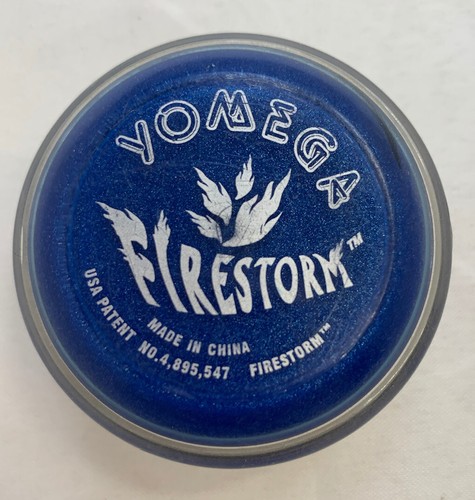 YOMEGA
FIRESTORM™
MADE IN CHINA
USA PATENT NO.4,895,547 FIRESTORM™